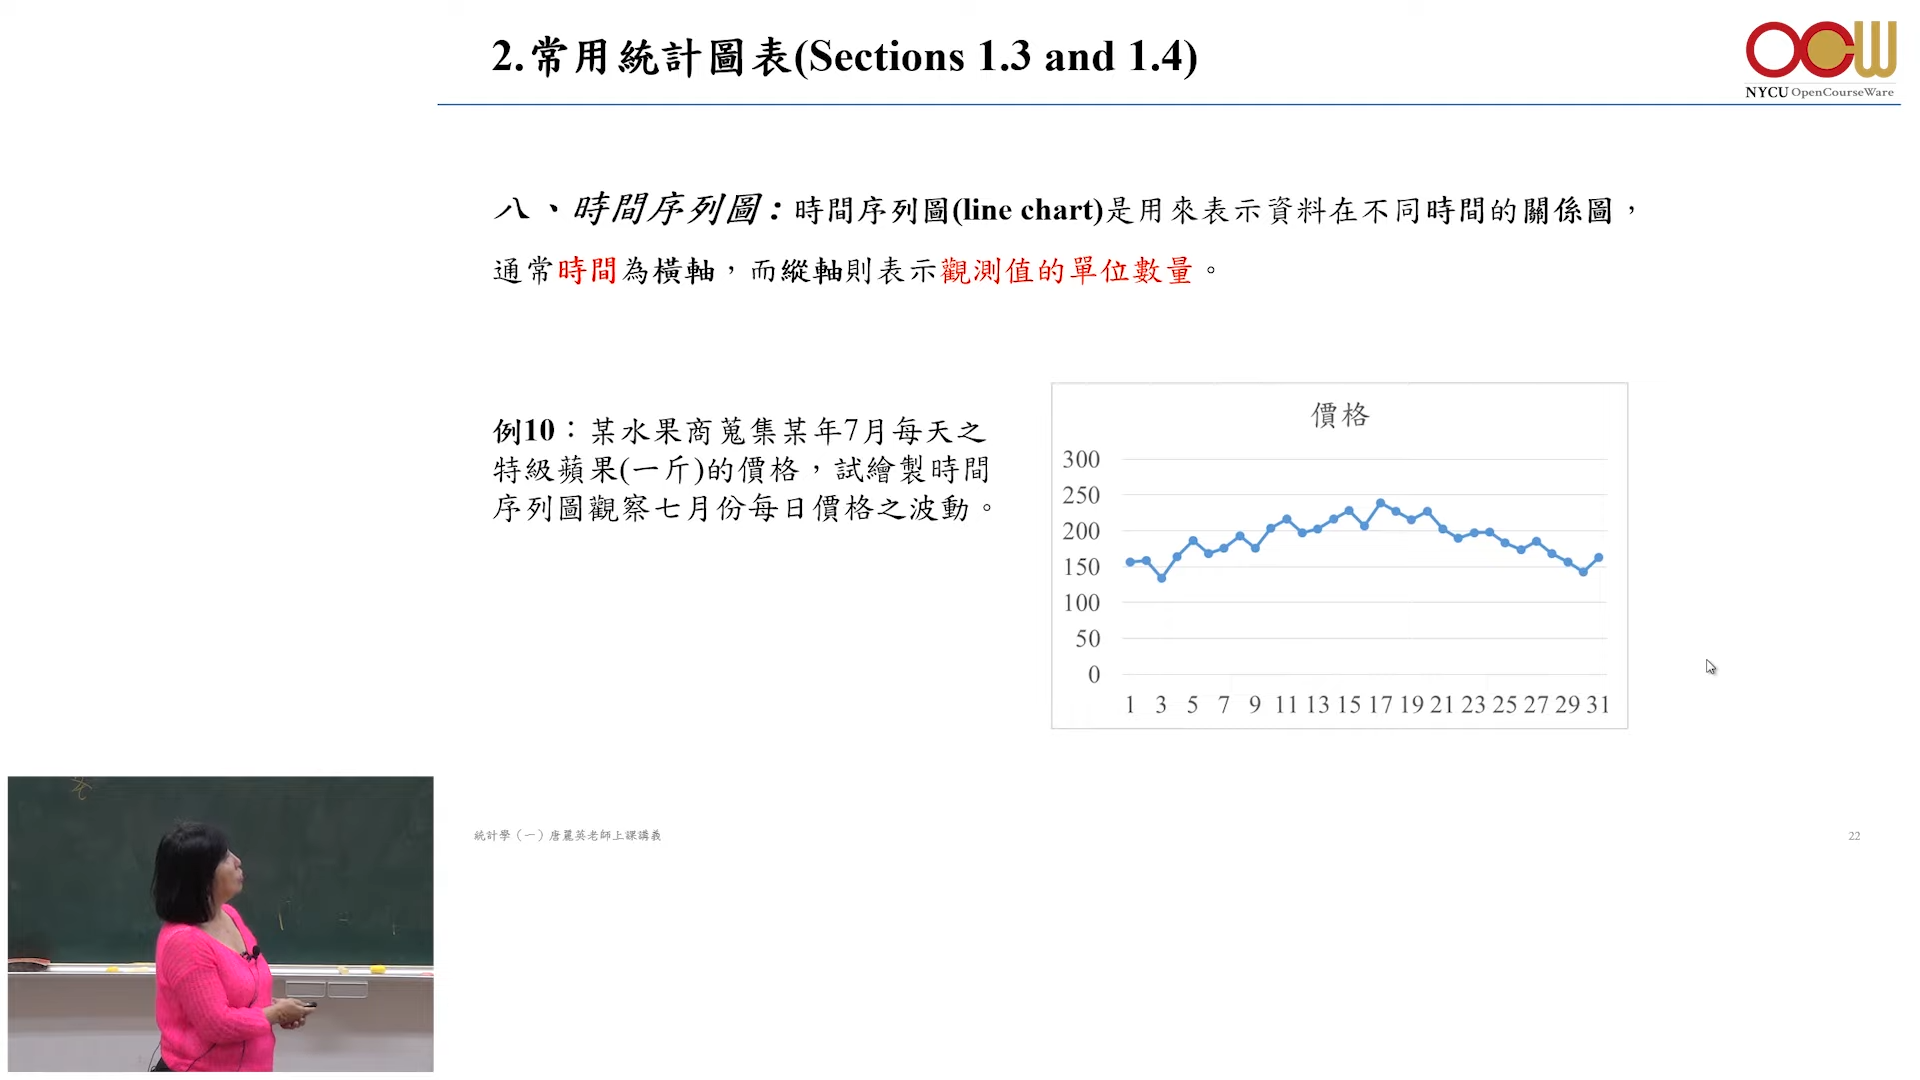 2.常用統計圖表(Sections 1.3 and 1.4)
NYCU OpenCourseWare
八、時間序列圖：時間序列圖(line chart)是用來表示資料在不同時間的關係圖，
通常時間為橫軸，而縱軸則表示觀測值的單位數量。
例10：某水果商蒐集某年7月每天之
特級蘋果(一斤)的價格，試繪製時間
序列圖觀察七月份每日價格之波動。
價格
300
250
200
150
100
50
0
1 3 5 7 9 11 13 15 17 19 21 23 25 27 29 31
統計學（一）唐麗英老師上課講義
22